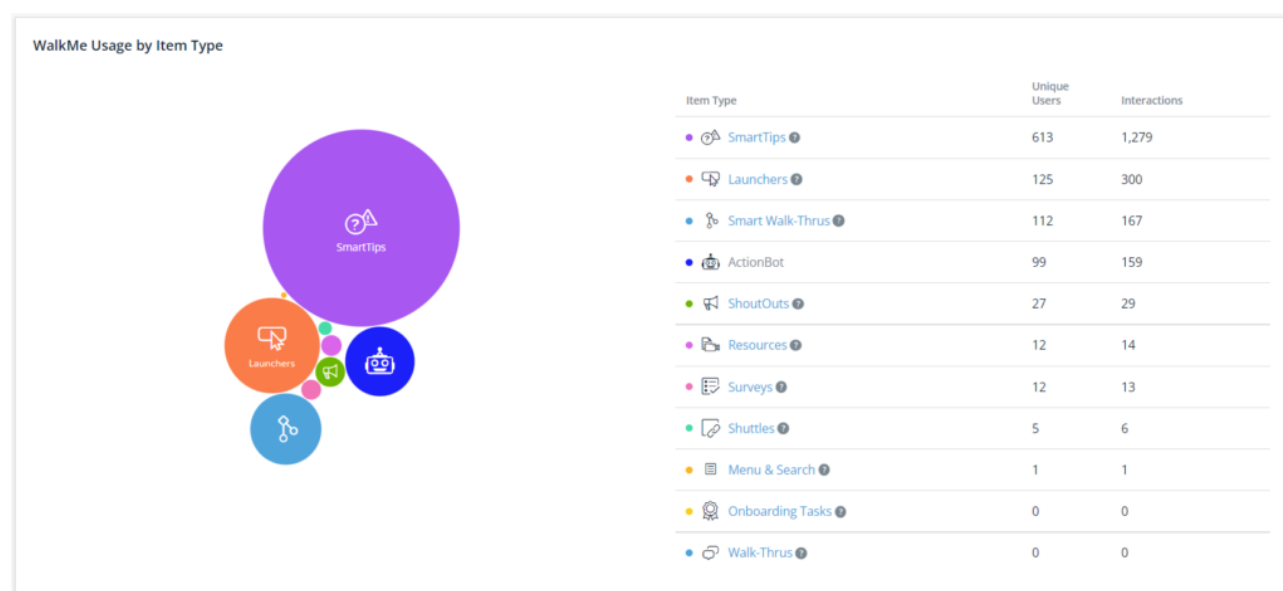 WalkMe Usage by Item Type
Item Type Unique Users Interactions
SmartTips 613 1,279
Launchers 125 300
Smart Walk-Thrus 112 167
ActionBot 99 159
ShoutOuts 27 29
Resources 12 14
Surveys 12 13
Shuttles 5 6
Menu & Search 1 1
Onboarding Tasks 0 0
Walk-Thrus 0 0
SmartTips
Launchers